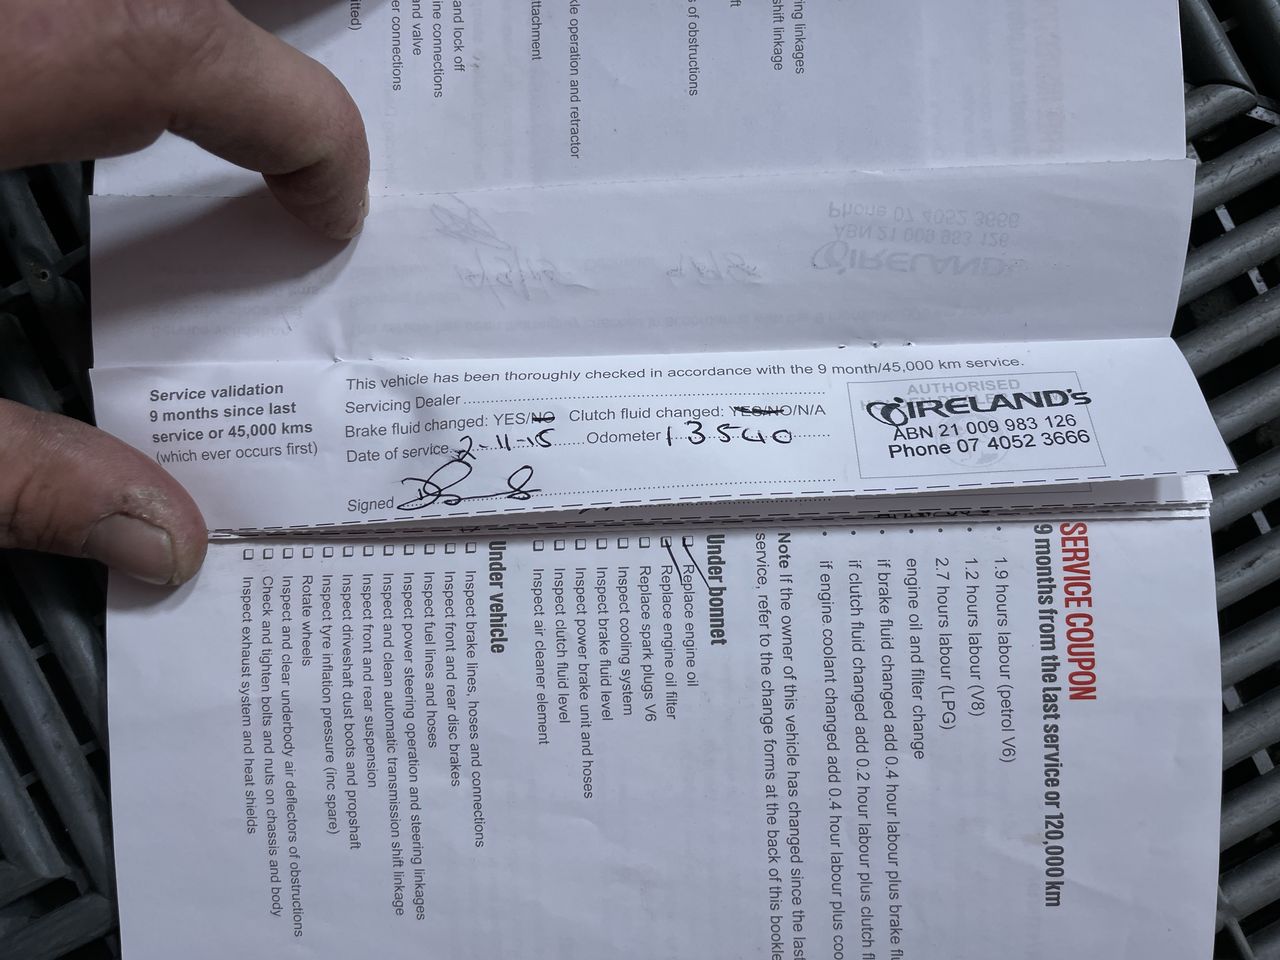 itted)
er connections
and valve
ine connections
and lock off
ttachment
le operation and retractor
s of obstructions
ft
shift linkage
ring linkages
Service validation
9 months since last
service or 45,000 kms
(which ever occurs first)
This vehicle has been thoroughly checked in accordance with the 9 month/45,000 km service.
Servicing Dealer
Brake fluid changed: YES/NO Clutch fluid changed: YES/NO/N/A
Date of service 2-11-15 Odometer 13540
Signed
AUTHORISED
IRELAND's
ABN 21 009 983 126
Phone 07 4052 3666
SERVICE COUPON
9 months from the last service or 120,000 km
1.9 hours labour (petrol V6)
1.2 hours labour (V8)
2.7 hours labour (LPG)
• engine oil and filter change
• if brake fluid changed add 0.4 hour labour plus brake fl
• if clutch fluid changed add 0.2 hour labour plus clutch fl
• if engine coolant changed add 0.4 hour labour plus coo
Note If the owner of this vehicle has changed since the last
service, refer to the change forms at the back of this bookle
Under bonnet
Replace engine oil
Replace engine oil filter
Replace spark plugs V6
Inspect cooling system
Inspect brake fluid level
Inspect power brake unit and hoses
Inspect clutch fluid level
Inspect air cleaner element
Under vehicle
Inspect brake lines, hoses and connections
Inspect front and rear disc brakes
Inspect fuel lines and hoses
Inspect power steering operation and steering linkages
Inspect and clean automatic transmission shift linkage
Inspect front and rear suspension
Inspect driveshaft dust boots and propshaft
Inspect tyre inflation pressure (inc spare)
Rotate wheels
Inspect and clear underbody air deflectors of obstructions
Check and tighten bolts and nuts on chassis and body
Inspect exhaust system and heat shields